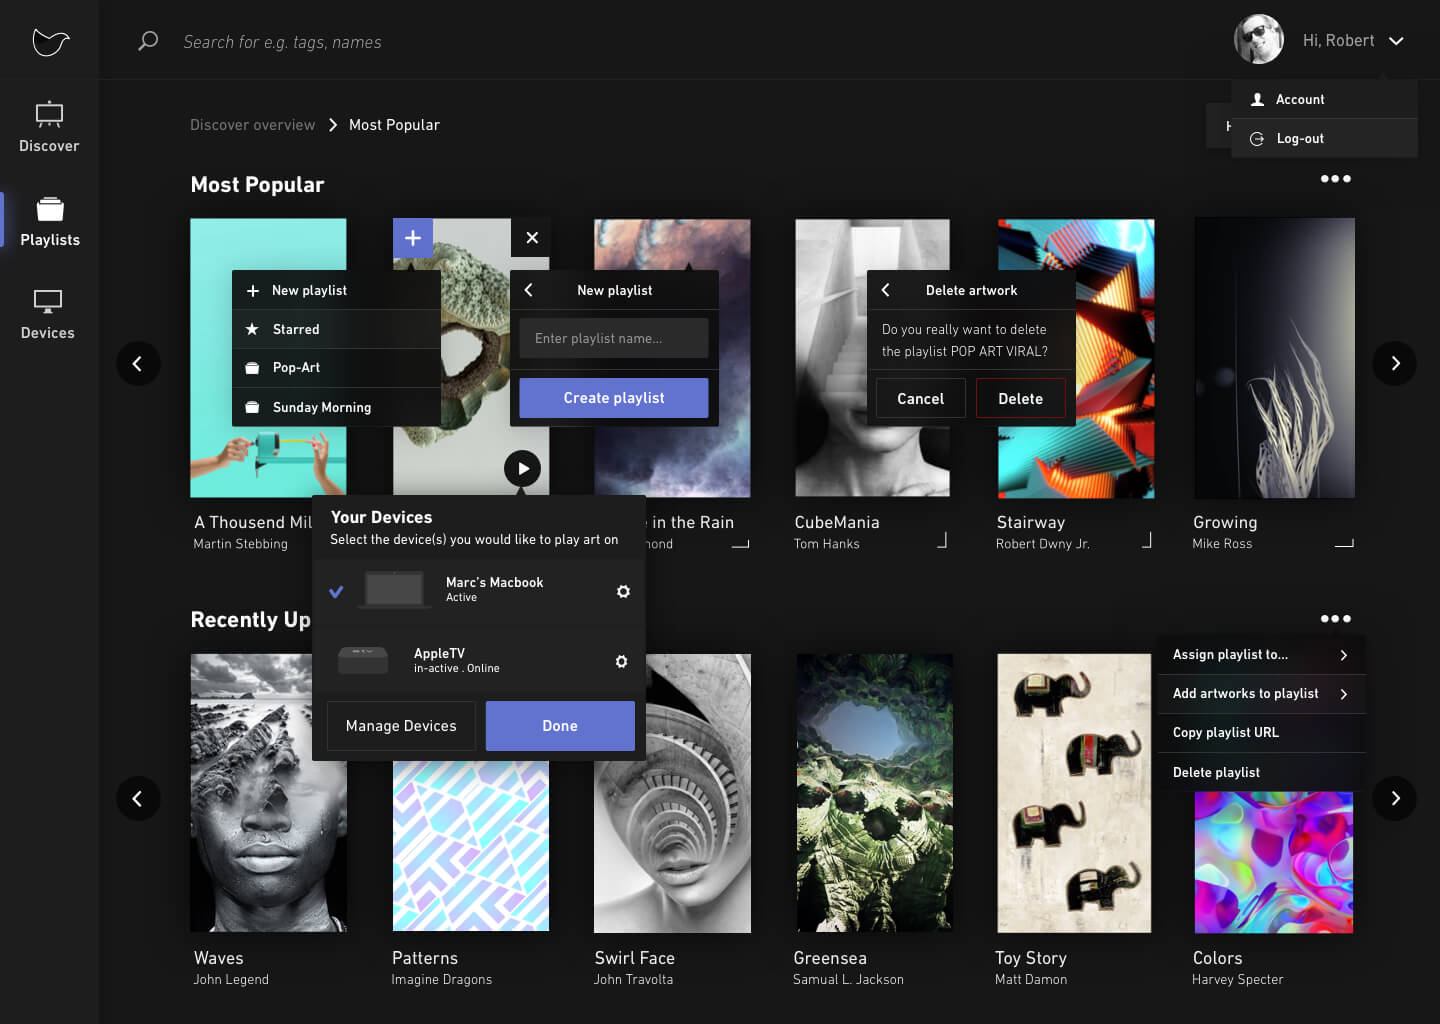 Search for e.g. tags, names
Hi, Robert
Account
Log-out
Discover
Playlists
Devices
Discover overview
Most Popular
Most Popular
New playlist
Starred
Pop-Art
Sunday Morning
New playlist
Enter playlist name...
Create playlist
Delete artwork
Do you really want to delete
the playlist POP ART VIRAL?
Cancel
Delete
A Thousend Mil
Martin Stebbing
in the Rain
CubeMania
Tom Hanks
Stairway
Robert Dwny Jr.
Growing
Mike Ross
Your Devices
Select the device(s) you would like to play art on
Marc's Macbook
Active
AppleTV
in-active . Online
Manage Devices
Done
Recently Up
Assign playlist to...
Add artworks to playlist
Copy playlist URL
Delete playlist
Waves
John Legend
Patterns
Imagine Dragons
Swirl Face
John Travolta
Greensea
Samual L. Jackson
Toy Story
Matt Damon
Colors
Harvey Specter